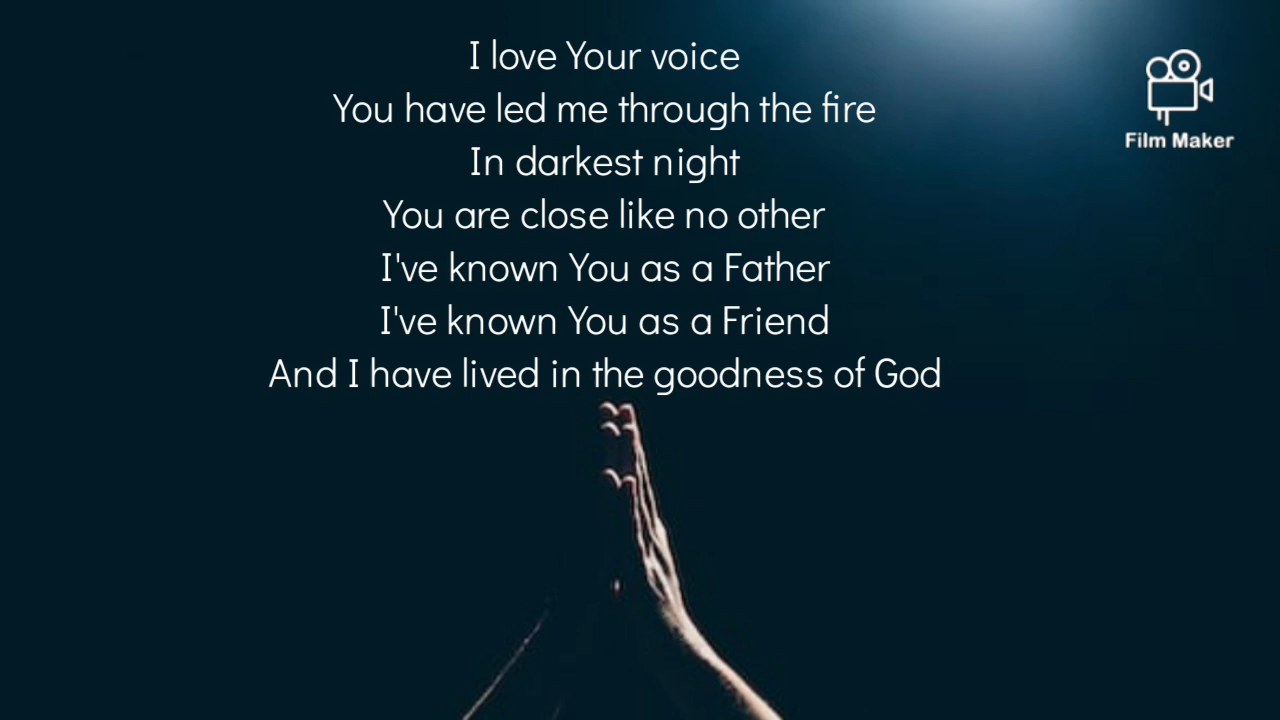 I love Your voice
You have led me through the fire
In darkest night
You are close like no other
I've known You as a Father
I've known You as a Friend
And I have lived in the goodness of God
Film Maker